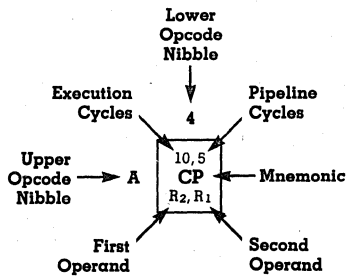 Lower
Opcode
Nibble
Execution
Cycles
Pipeline
Cycles
4
10,5
Upper
Opcode
Nibble
A
CP
Mnemonic
R2, R1
First
Operand
Second
Operand